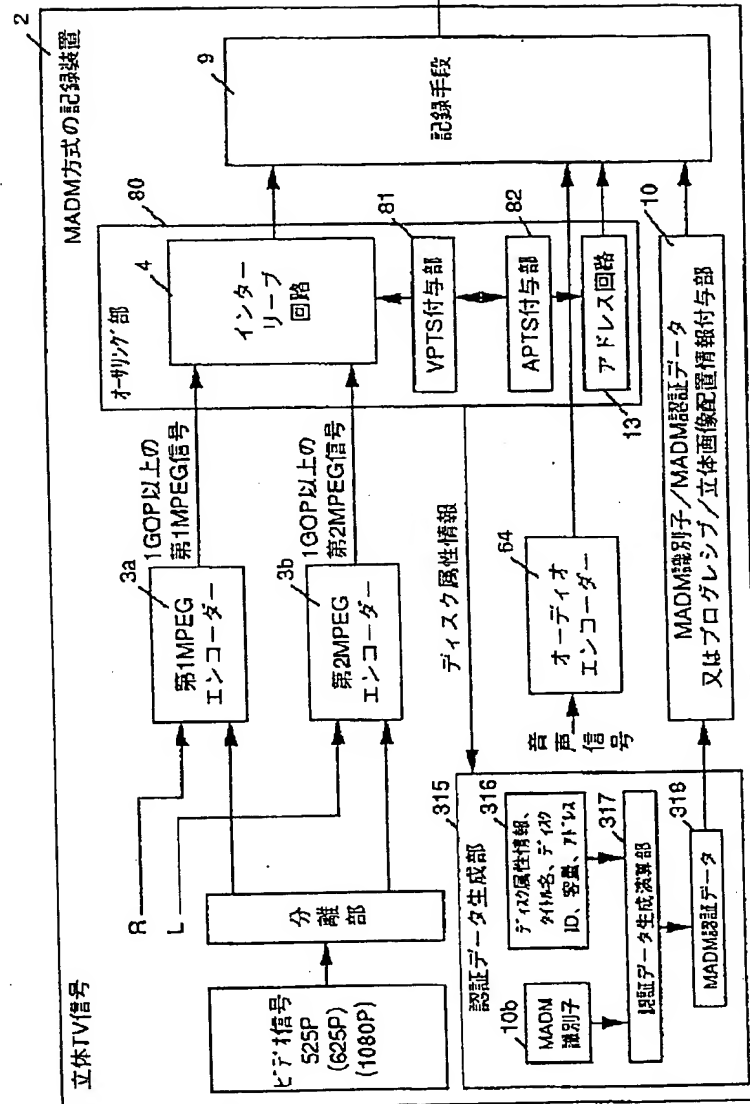 2
MADM方式の記録装置
立体TV信号
ビデオ信号
525P
(625P)
(1080P)
分離部
R
L
3a
第1MPEG
エンコーダー
3b
第2MPEG
エンコーダー
1GOP以上の
第1MPEG信号
1GOP以上の
第2MPEG信号
80
オーサリング部
4
インター
リーブ
回路
81
VPTS付与部
82
APTS付与部
アドレス回路
13
9
記録手段
ディスク属性情報
音声信号
64
オーディオ
エンコーダー
315
認証データ生成部
10b
MADM
識別子
316
ディスク属性情報、
タイトル名、ディスク
ID、容量、アドレス
317
認証データ生成演算部
318
MADM認証データ
10
MADM識別子/MADM認証データ
又はプログレシブ/立体画像配置情報付与部